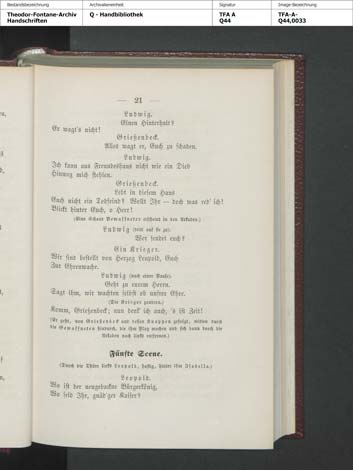 Bestandsbezeichnung
Theodor-Fontane-Archiv
Handschriften
Archivalieneinheit
Q - Handbibliothek
Signatur
TFA A
Q44
Image-Bezeichnung
TFA-A-
Q44,0033
— 21 —
Ludwig.
Einen Hinterhalt?
Er wagt's nicht!
Grießenbeck.
Alles wagt er, Euch zu schaden.
Ludwig.
Ich kann aus Freundeshaus nicht wie ein Dieb
Hinweg mich stehlen.
Grießenbeck.
Lebt in diesem Haus
Euch nicht ein Todfeind? Wollt Ihr — doch was red' ich!
Blickt hinter Euch, o Herr!
(Eine Schaar Bewaffneter erscheint in den Arkaden.)
Ludwig (tritt auf sie zu).
Wer sendet euch?
Ein Krieger.
Wir sind bestellt von Herzog Leopold, Euch
Zur Ehrenwache.
Ludwig (nach einer Pause).
Geht zu eurem Herrn.
Sagt ihm, wir wachten selbst ob unsrer Ehre.
(Die Krieger zaudern.)
Komm, Grießenbeck; nun denk' ich auch, 's ist Zeit!
(Er geht, von Grießenbeck und dessen Knappen gefolgt, mitten durch
die Gewaffneten hindurch, die ihm Platz machen und sich dann durch die
Arkaden nach links entfernen.)
Fünfte Scene.
(Durch die Thüre links Leopold, hastig, hinter ihm Isabella.)
Leopold.
Wo ist der neugebackne Bürgerkönig,
Wo seid Ihr, gnäd'ger Kaiser?